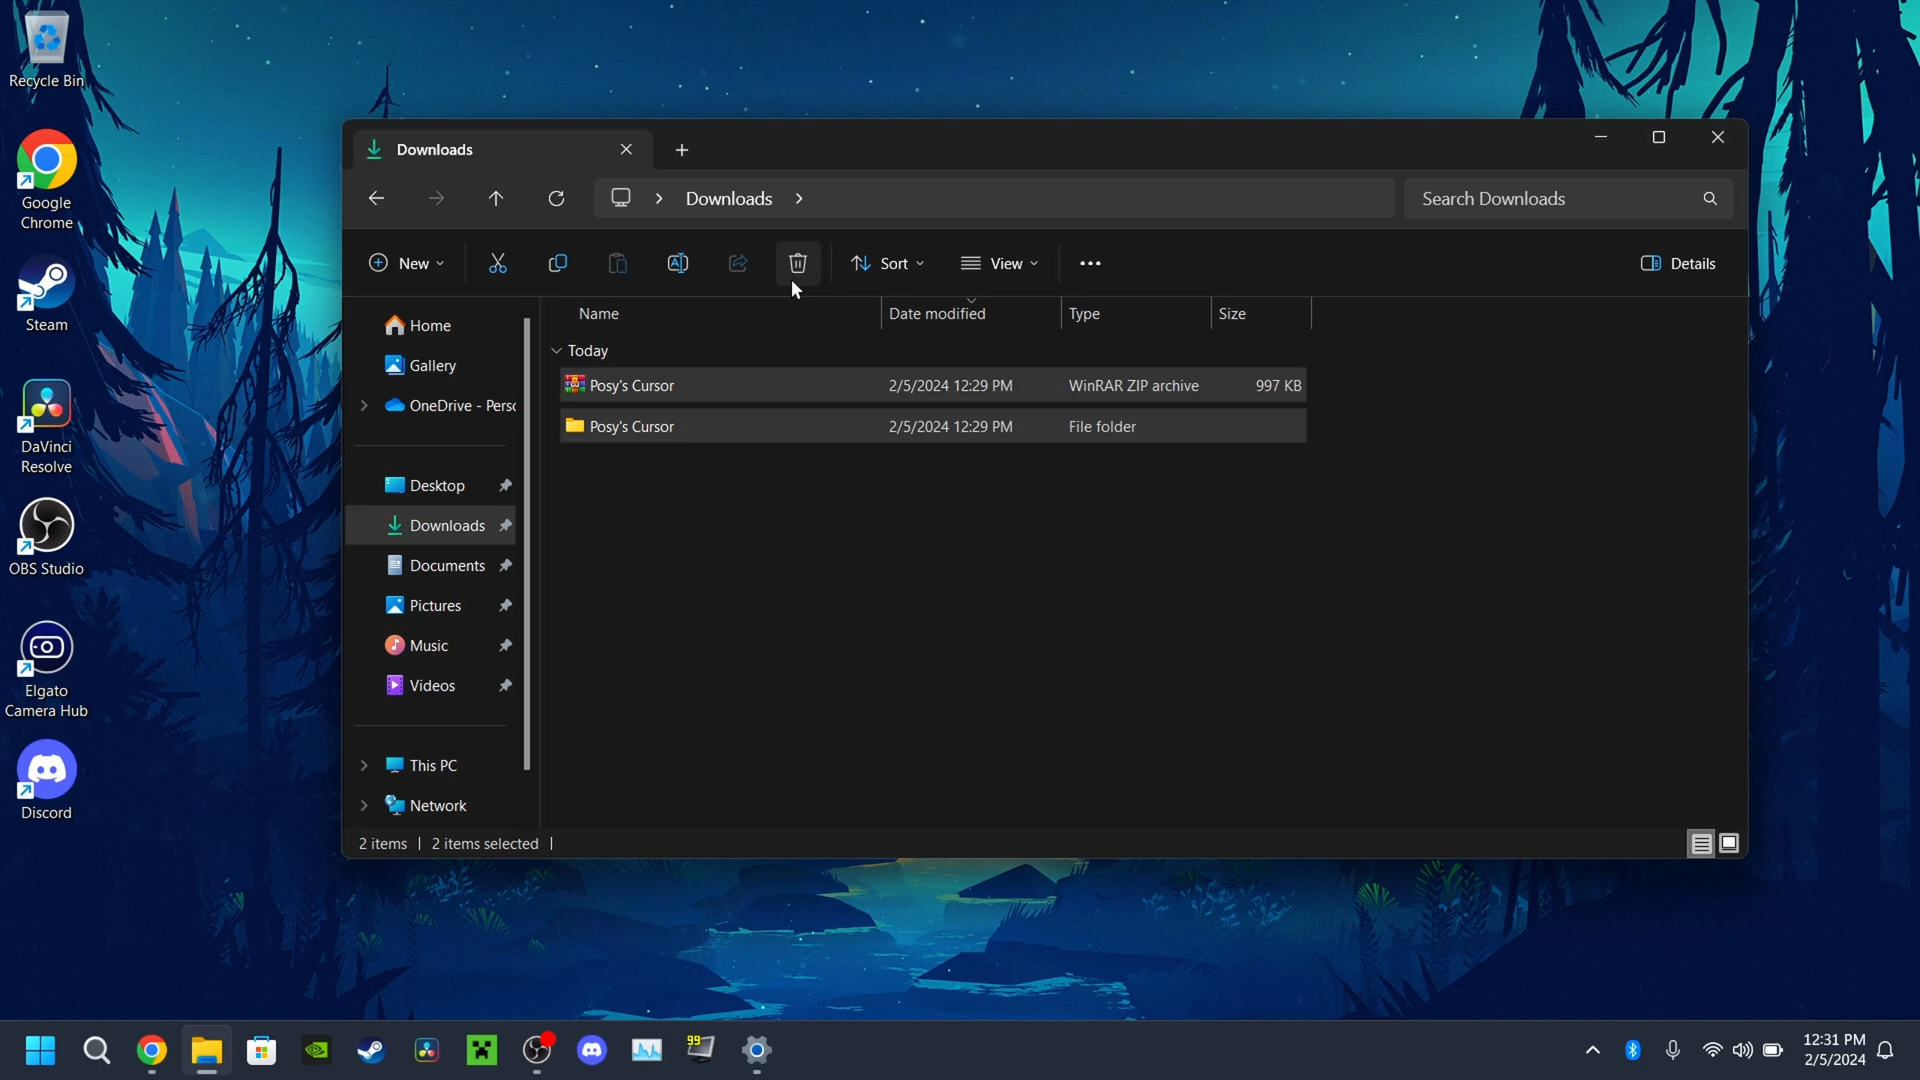 Recycle Bin
Google
Chrome
Steam
DaVinci
Resolve
OBS Studio
Elgato
Camera Hub
Discord
Downloads
Downloads
Search Downloads
New
Sort
View
Details
Home
Gallery
OneDrive - Perso
Desktop
Downloads
Documents
Pictures
Music
Videos
This PC
Network
Name Date modified Type Size
Today
Posy's Cursor 2/5/2024 12:29 PM WinRAR ZIP archive 997 KB
Posy's Cursor 2/5/2024 12:29 PM File folder
2 items 2 items selected
99
12:31 PM
2/5/2024